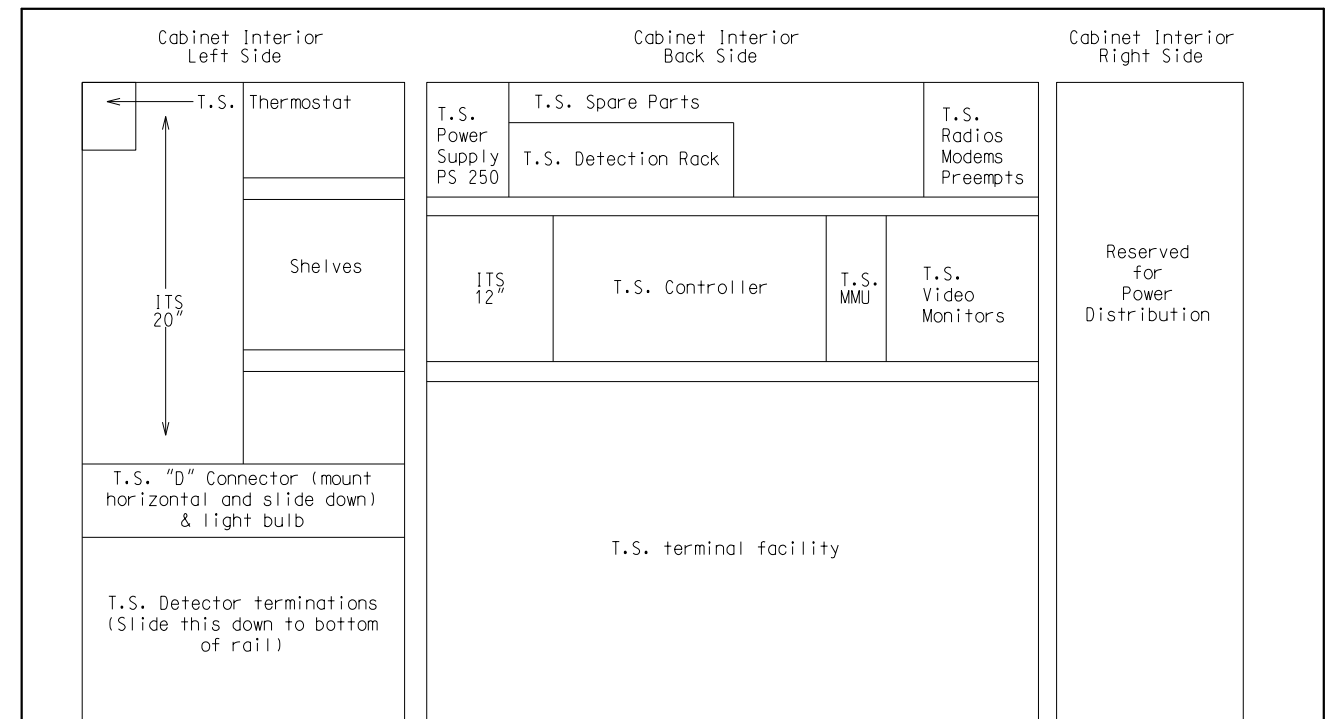 Cabinet Interior
Left Side
T.S. Thermostat
ITS
20"
Shelves
T.S. "D" Connector (mount
horizontal and slide down)
& light bulb
T.S. Detector terminations
(Slide this down to bottom
of rail)
Cabinet Interior
Back Side
T.S.
Power
Supply
PS 250
T.S. Spare Parts
T.S. Detection Rack
T.S.
Radios
Modems
Preempts
ITS
12"
T.S. Controller
T.S.
MMU
T.S.
Video
Monitors
T.S. terminal facility
Cabinet Interior
Right Side
Reserved
for
Power
Distribution